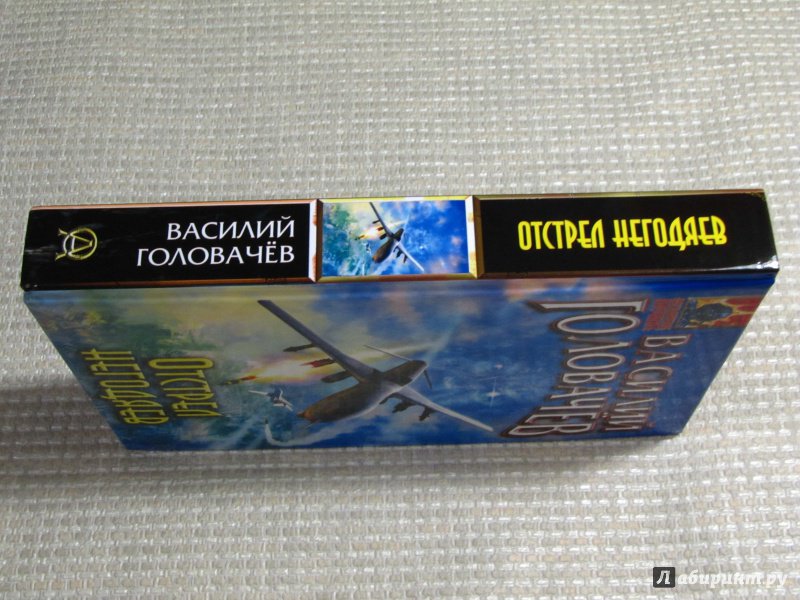 ВАСИЛИЙ
ГОЛОВАЧЁВ
ОТСТРЕЛ НЕГОДЯЕВ
ОТСТРЕЛ
НЕГОДЯЕВ
ВАСИЛИЙ
ГОЛОВАЧЁВ
Лабиринт.ру